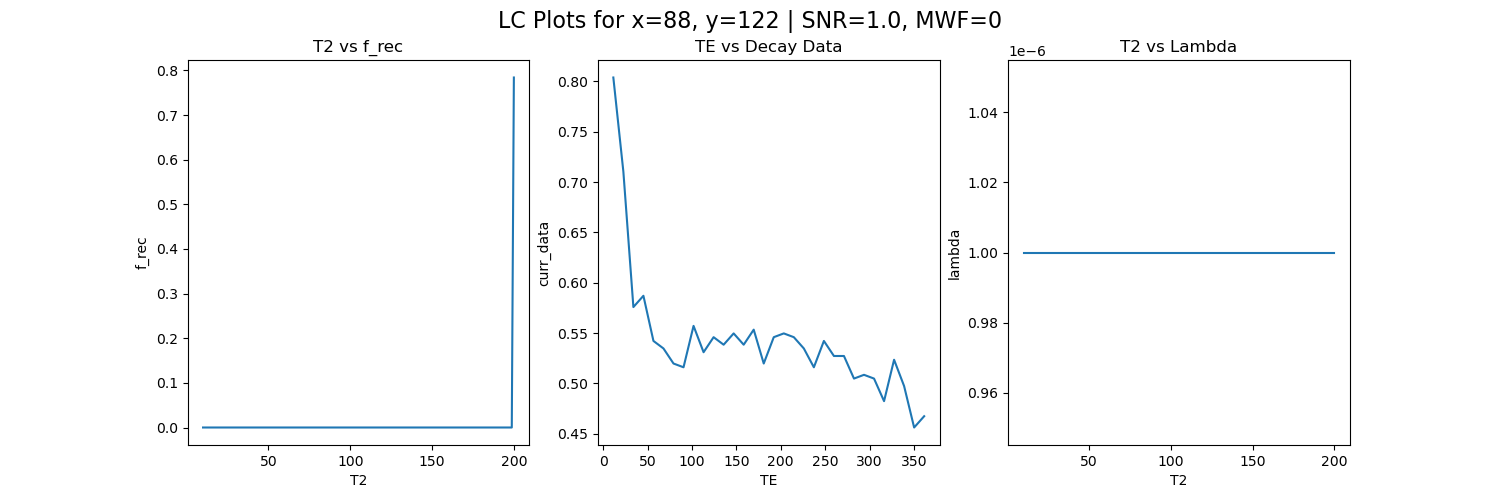 LC Plots for x=88, y=122 | SNR=1.0, MWF=0
T2 vs f_rec
f_rec
0.8
0.7
0.6
0.5
0.4
0.3
0.2
0.1
0.0
50 100 150 200
T2
TE vs Decay Data
curr_data
0.80
0.75
0.70
0.65
0.60
0.55
0.50
0.45
0 50 100 150 200 250 300 350
TE
T2 vs Lambda
1e−6
lambda
1.04
1.02
1.00
0.98
0.96
50 100 150 200
T2